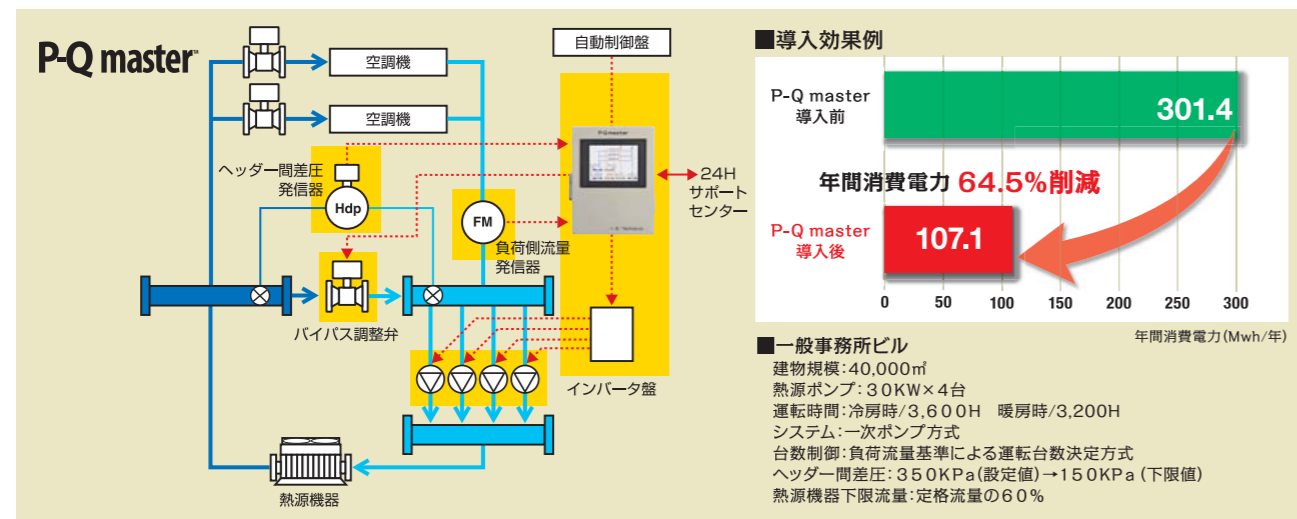 P-Q master™
空調機
空調機
ヘッダー間差圧
発信器
Hdp
FM
負荷側流量
発信器
バイパス調整弁
熱源機器
自動制御盤
P-Q master
24H
サポート
センター
インバータ盤
■導入効果例
P-Q master
導入前
301.4
年間消費電力 64.5%削減
P-Q master
導入後
107.1
0 50 100 150 200 250 300
年間消費電力(Mwh/年)
■一般事務所ビル
建物規模:40,000㎡
熱源ポンプ:30KW×4台
運転時間:冷房時/3,600H 暖房時/3,200H
システム:一次ポンプ方式
台数制御:負荷流量基準による運転台数決定方式
ヘッダー間差圧:350KPa(設定値)→150KPa(下限値)
熱源機器下限流量:定格流量の60%